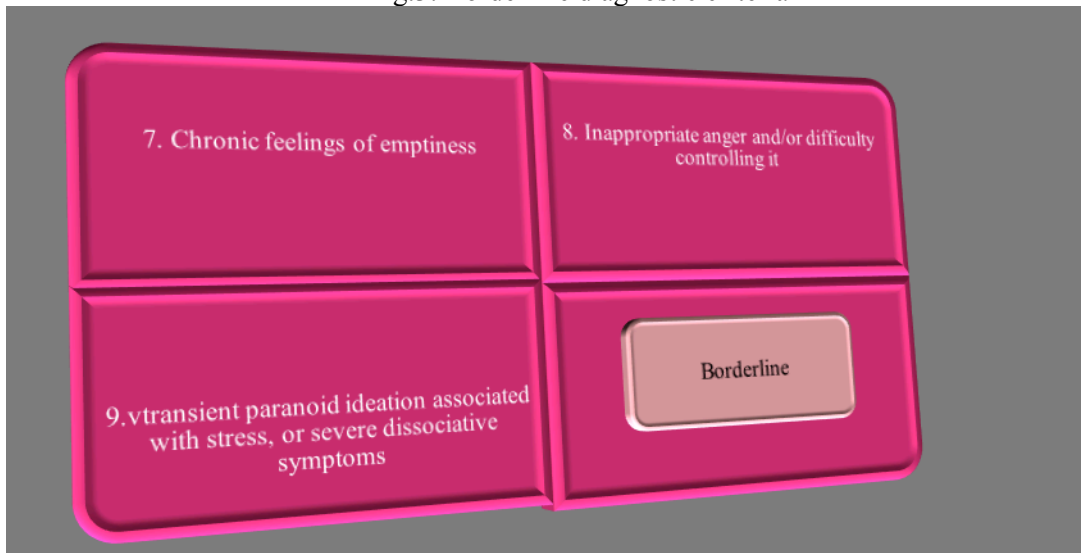 7. Chronic feelings of emptiness
8. Inappropriate anger and/or difficulty
controlling it
9.vtransient paranoid ideation associated
with stress, or severe dissociative
symptoms
Borderline